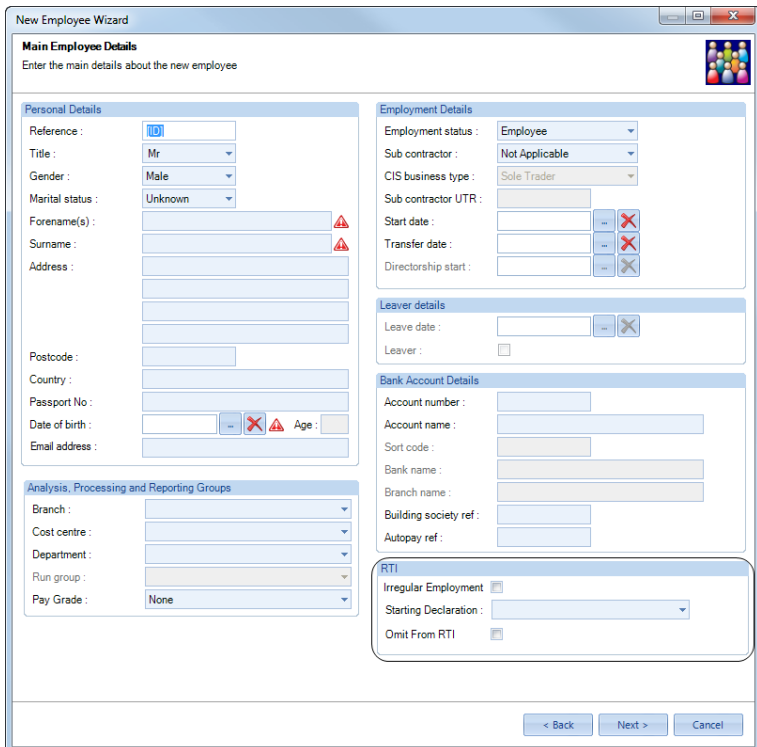 New Employee Wizard
Main Employee Details
Enter the main details about the new employee
Personal Details
Reference : [ID]
Title : Mr
Gender : Male
Marital status : Unknown
Forename(s) :
Surname :
Address :
Postcode :
Country :
Passport No :
Date of birth : ... Age :
Email address :
Analysis, Processing and Reporting Groups
Branch :
Cost centre :
Department :
Run group :
Pay Grade : None
Employment Details
Employment status : Employee
Sub contractor : Not Applicable
CIS business type : Sole Trader
Sub contractor UTR :
Start date : ...
Transfer date : ...
Directorship start : ...
Leaver details
Leave date : ...
Leaver :
Bank Account Details
Account number :
Account name :
Sort code :
Bank name :
Branch name :
Building society ref :
Autopay ref :
RTI
Irregular Employment
Starting Declaration :
Omit From RTI
< Back Next > Cancel